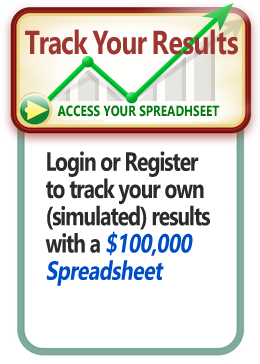 Track Your Results
ACCESS YOUR SPREADHSEET
Login or Register
to track your own
(simulated) results
with a $100,000
Spreadsheet